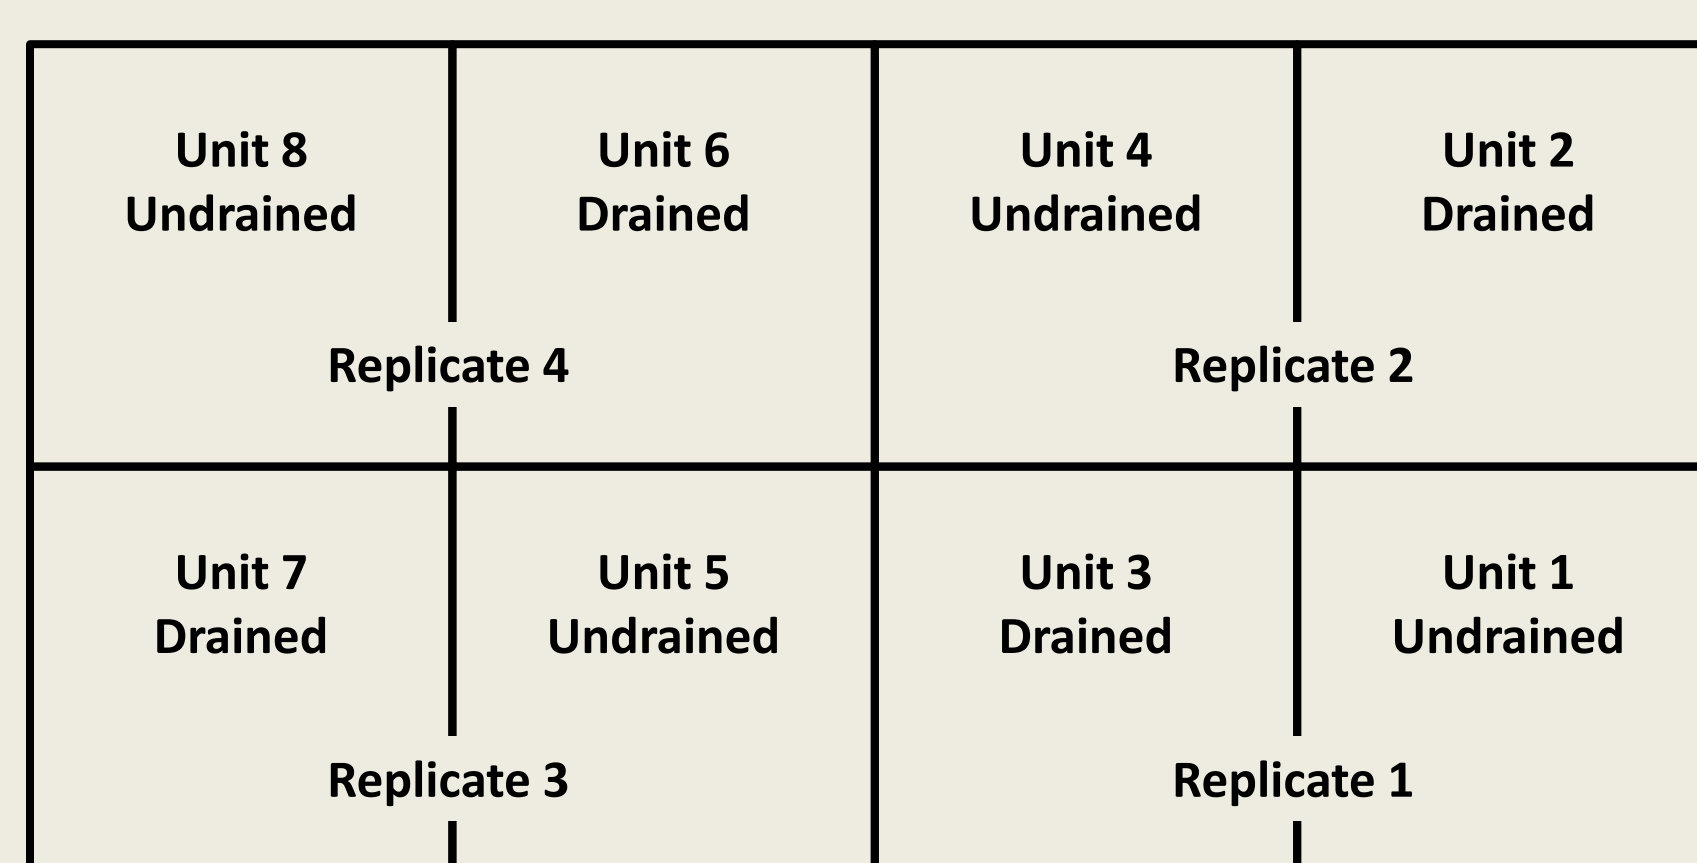 Unit 8
Undrained
Unit 6
Drained
Replicate 4
Unit 4
Undrained
Unit 2
Drained
Replicate 2
Unit 7
Drained
Unit 5
Undrained
Replicate 3
Unit 3
Drained
Unit 1
Undrained
Replicate 1